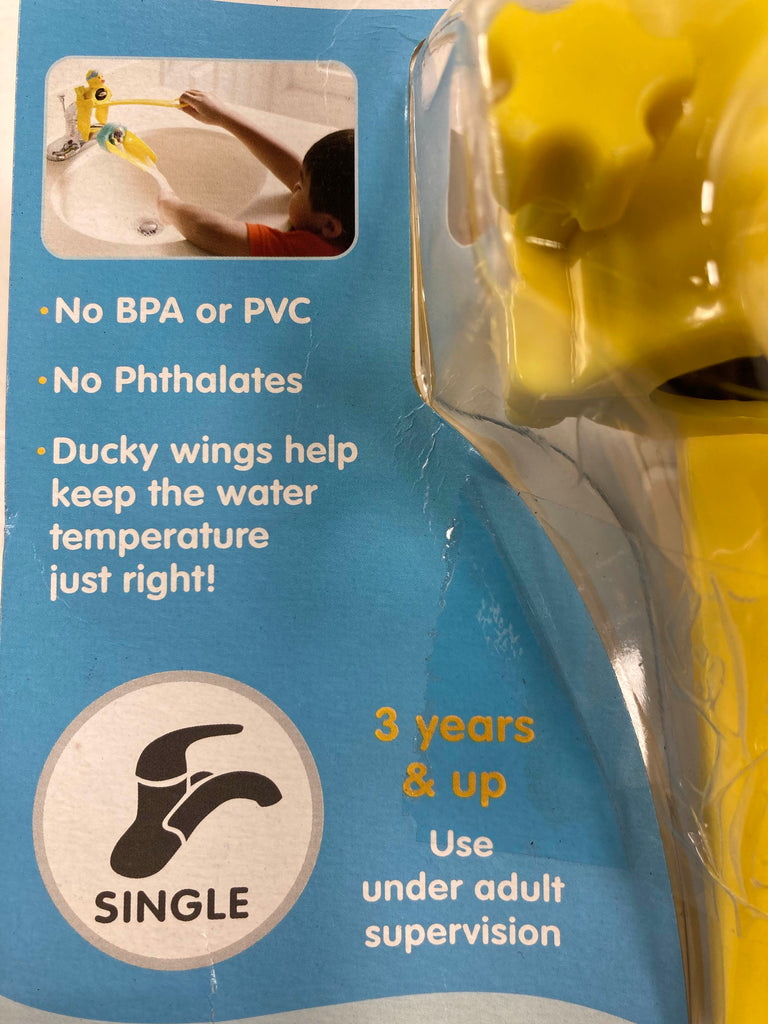 •No BPA or PVC
•No Phthalates
•Ducky wings help
keep the water
temperature
just right!
SINGLE
3 years
& up
Use
under adult
supervision